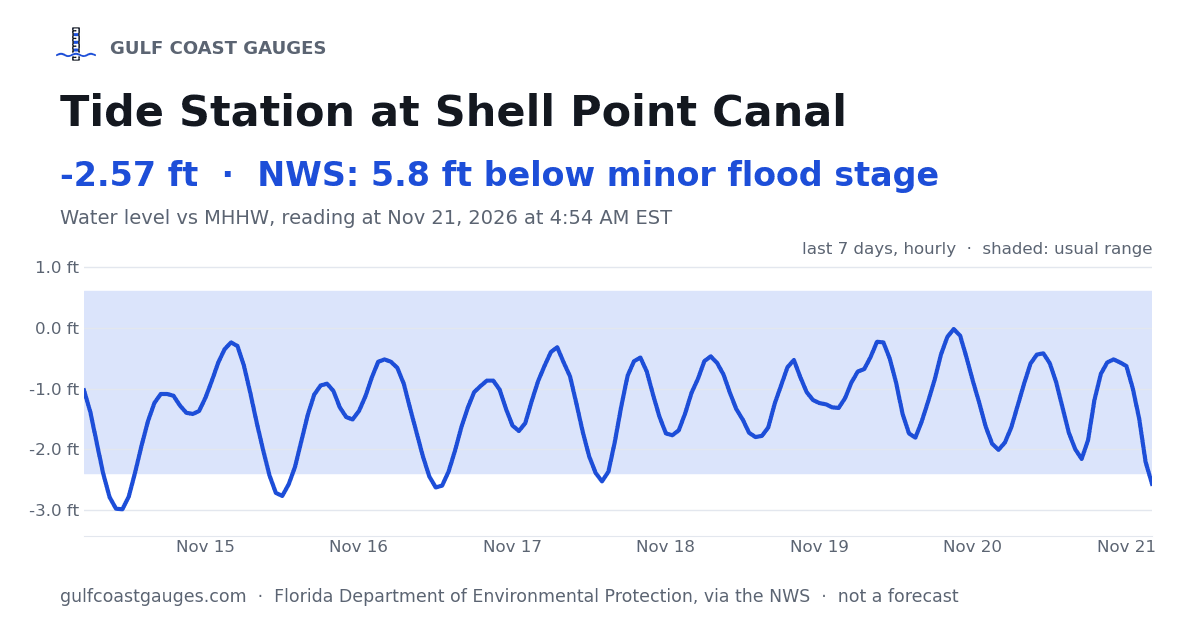 GULF COAST GAUGES
Tide Station at Shell Point Canal
-2.57 ft · NWS: 5.8 ft below minor flood stage
Water level vs MHHW, reading at Nov 21, 2026 at 4:54 AM EST
last 7 days, hourly · shaded: usual range
1.0 ft
0.0 ft
-1.0 ft
-2.0 ft
-3.0 ft
Nov 15 Nov 16 Nov 17 Nov 18 Nov 19 Nov 20 Nov 21
gulfcoastgauges.com · Florida Department of Environmental Protection, via the NWS · not a forecast